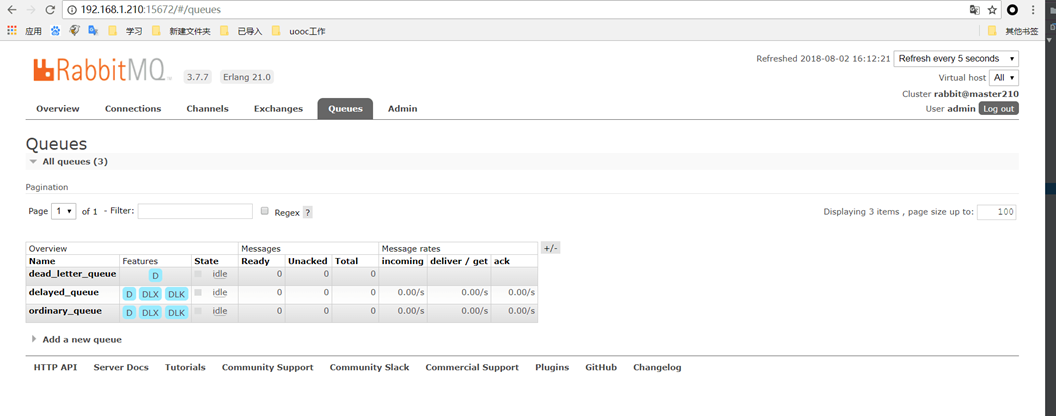 192.168.1.210:15672/#/queues
应用 学习 新建文件夹 已导入 uooc工作 其他书签
RabbitMQ 3.7.7 Erlang 21.0
Refreshed 2018-08-02 16:12:21 Refresh every 5 seconds
Virtual host All
Cluster rabbit@master210
User admin Log out
Overview Connections Channels Exchanges Queues Admin
Queues
All queues (3)
Pagination
Page 1 of 1 - Filter: Regex ? Displaying 3 items , page size up to: 100
Overview Messages Message rates +/-
Name Features State Ready Unacked Total incoming deliver / get ack
dead_letter_queue D idle 0 0 0
delayed_queue D DLX DLK idle 0 0 0 0.00/s 0.00/s 0.00/s
ordinary_queue D DLX DLK idle 0 0 0 0.00/s 0.00/s 0.00/s
Add a new queue
HTTP API Server Docs Tutorials Community Support Community Slack Commercial Support Plugins GitHub Changelog